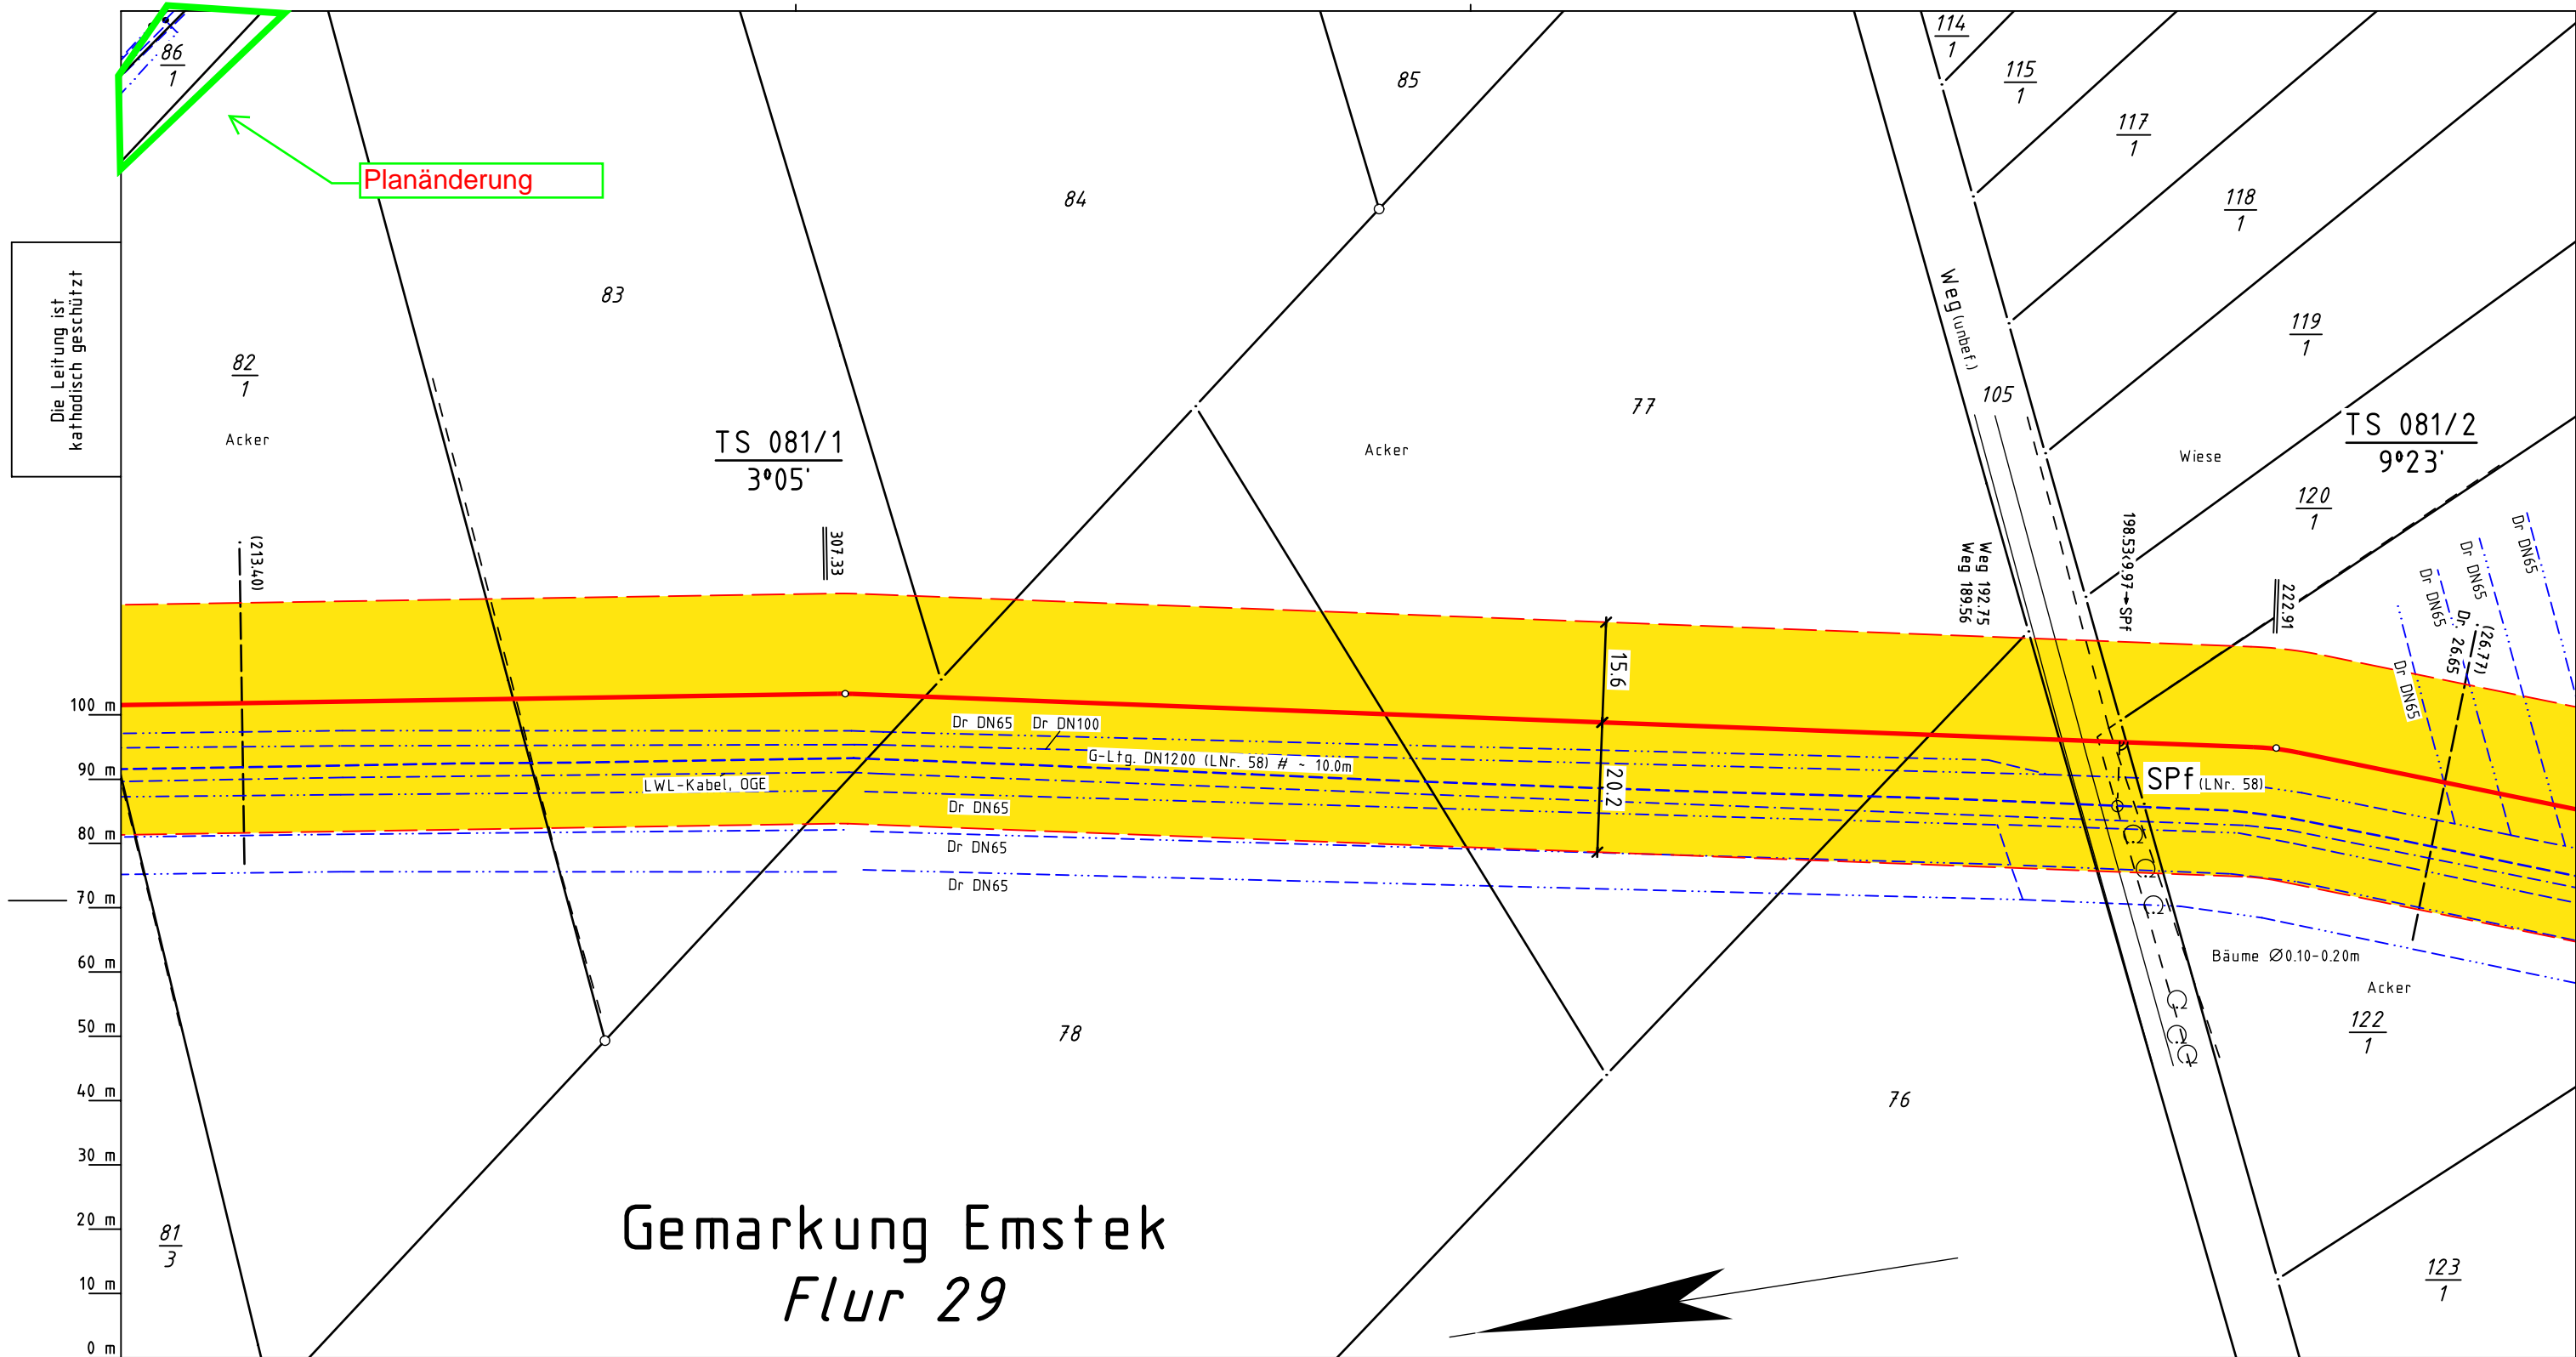 86
1
Planänderung
85
114
1
115
1
117
1
118
1
119
1
84
83
77
82
1
Acker
Die Leitung ist
kathodisch geschützt
TS 081/1
3°05'
Acker
Weg (unbef.)
105
Wiese
TS 081/2
9°23'
120
1
(213.40)
307.33
Weg 192.75
Weg 189.56
198.53<9.97→SPf
222.91
Dr DN65
Dr DN65
Dr DN65
Dr DN65
(26.77)
Dr. 26.65
15.6
20.2
100 m
90 m
80 m
70 m
60 m
50 m
40 m
30 m
20 m
10 m
0 m
Dr DN65
Dr DN100
G-Ltg. DN1200 (LNr. 58) # ~ 10.0m
LWL-Kabel, OGE
Dr DN65
Dr DN65
Dr DN65
SPf (LNr. 58)
Bäume Ø0.10-0.20m
Acker
122
1
78
76
81
3
123
1
Gemarkung Emstek
Flur 29